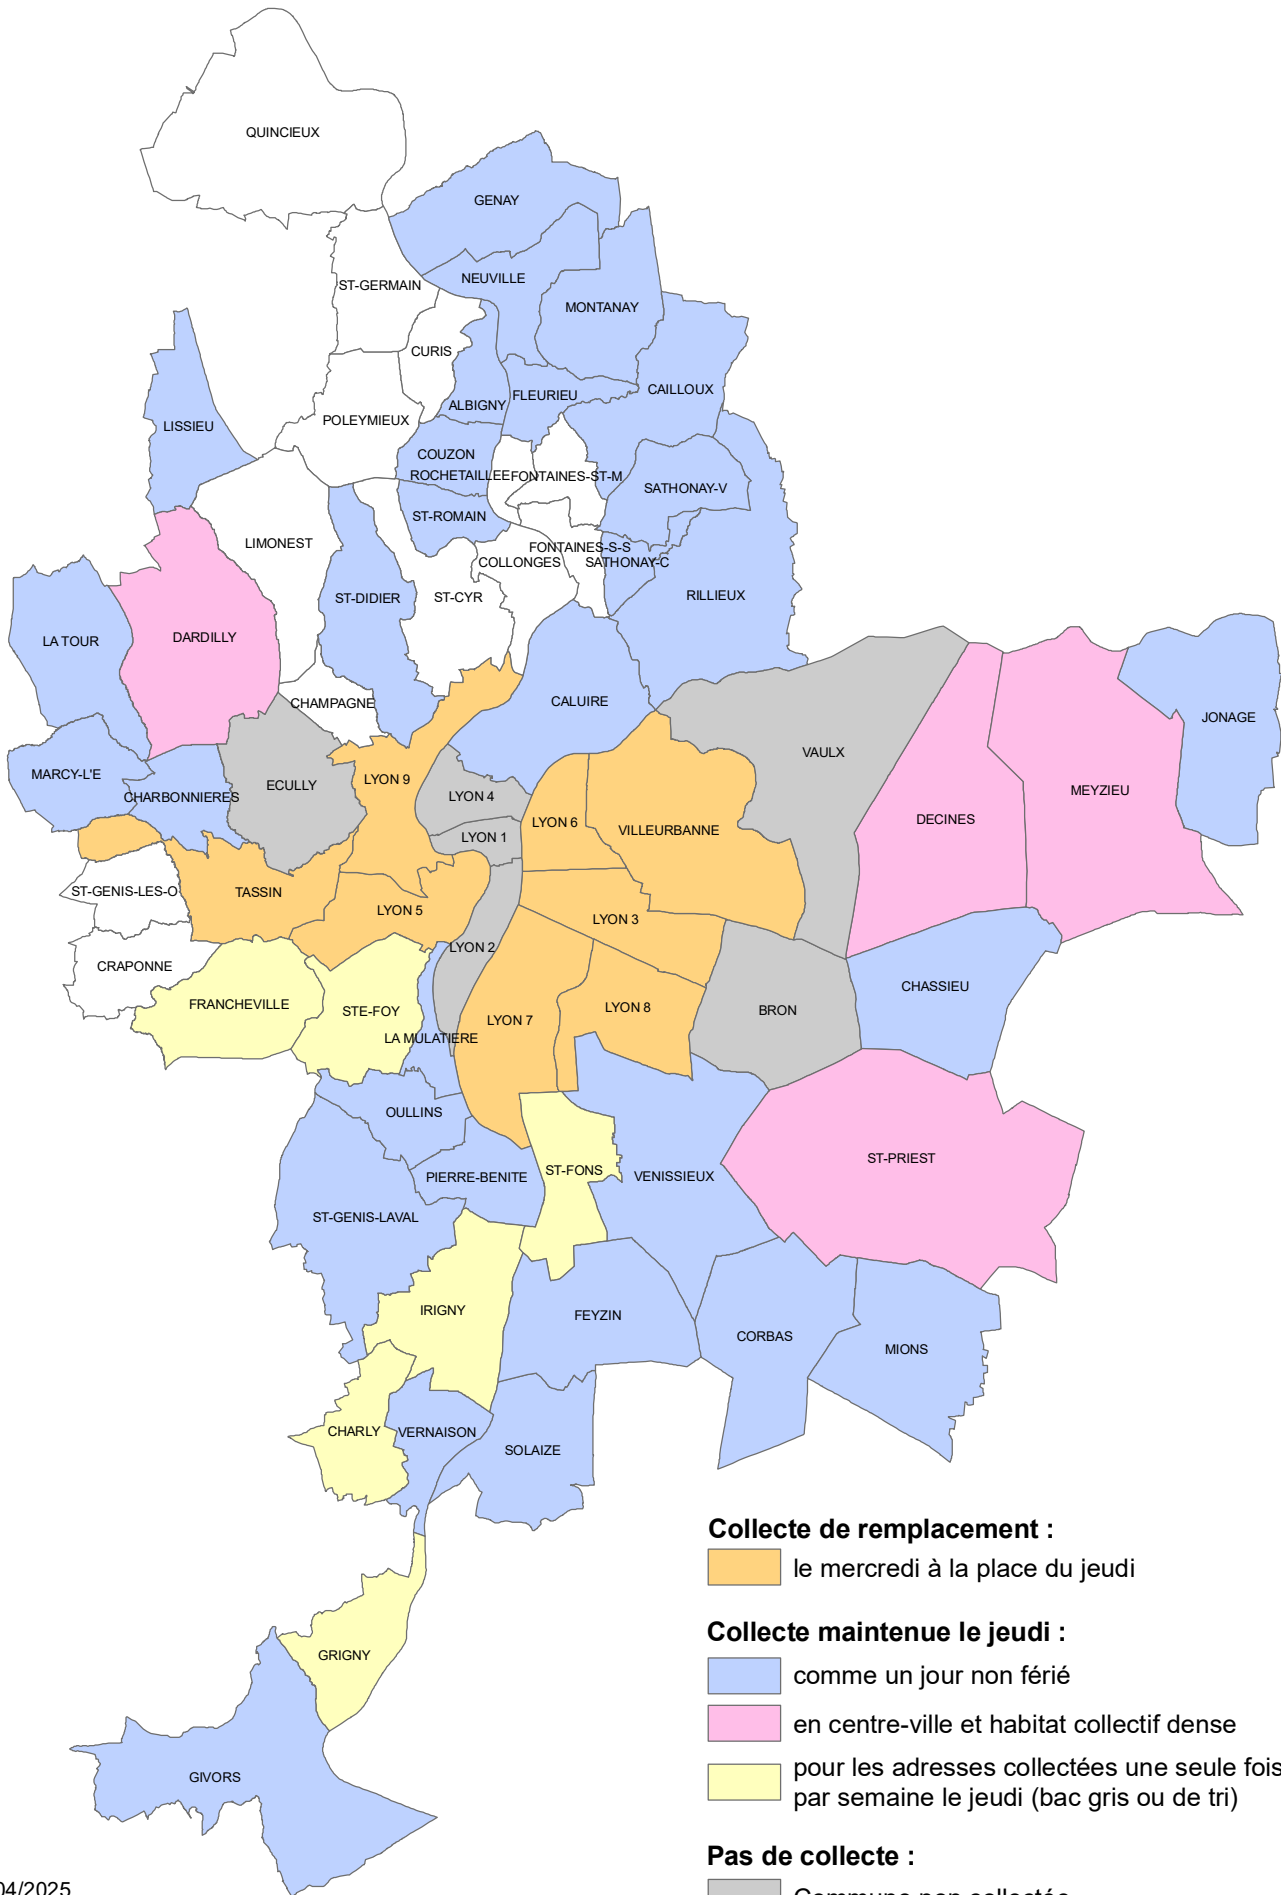 QUINCIEUX
GENAY
NEUVILLE
ST-GERMAIN
MONTANAY
CURIS
CAILLOUX
FLEURIEU
ALBIGNY
POLEYMIEUX
LISSIEU
COUZON
ROCHETAILLEE
FONTAINES-ST-M
SATHONAY-V
ST-ROMAIN
LIMONEST
FONTAINES-S-S
COLLONGES
SATHONAY-C
RILLIEUX
ST-DIDIER
ST-CYR
LA TOUR
DARDILLY
CHAMPAGNE
CALUIRE
JONAGE
VAULX
MARCY-L'E
LYON 9
ECULLY
MEYZIEU
CHARBONNIERES
LYON 4
DECINES
LYON 6
VILLEURBANNE
LYON 1
ST-GENIS-LES-O
TASSIN
LYON 5
LYON 3
LYON 2
CRAPONNE
CHASSIEU
FRANCHEVILLE
STE-FOY
LYON 8
BRON
LYON 7
LA MULATIERE
OULLINS
ST-PRIEST
ST-FONS
PIERRE-BENITE
VENISSIEUX
ST-GENIS-LAVAL
IRIGNY
FEYZIN
CORBAS
MIONS
CHARLY
VERNAISON
SOLAIZE
GRIGNY
GIVORS
Collecte de remplacement :
le mercredi à la place du jeudi
Collecte maintenue le jeudi :
comme un jour non férié
en centre-ville et habitat collectif dense
pour les adresses collectées une seule fois
par semaine le jeudi (bac gris ou de tri)
Pas de collecte :
Commune non collectée
04/2025